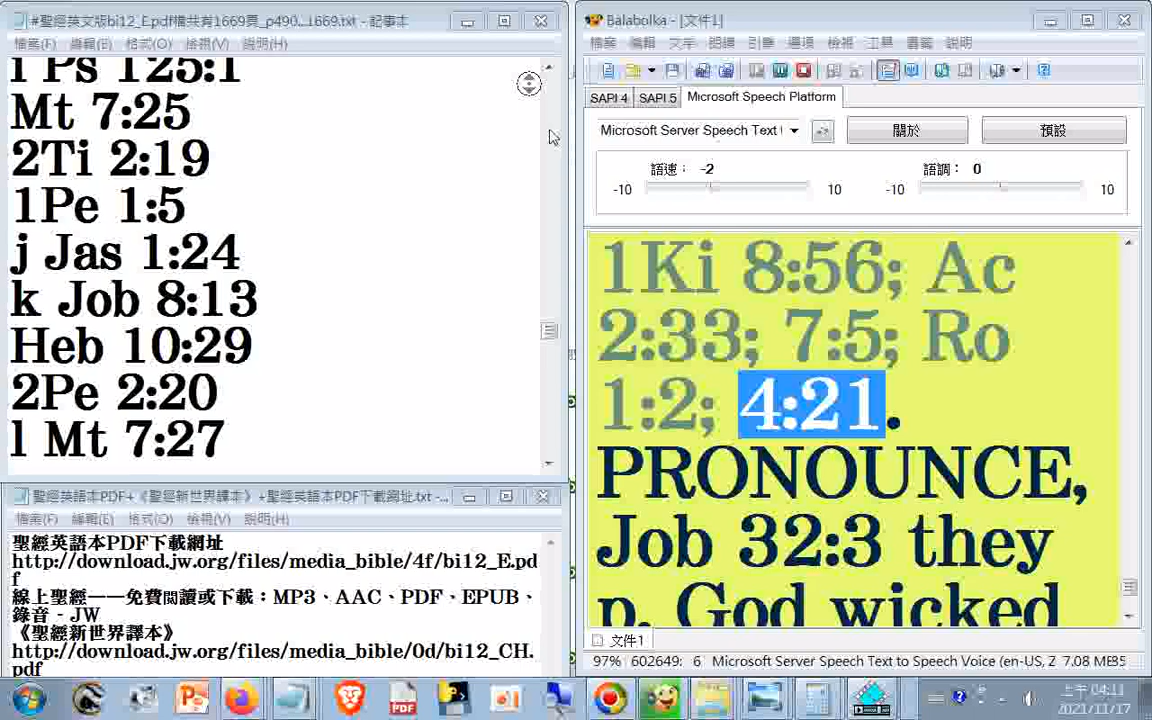 #聖經英文版bi12_E.pdf檔共有1669頁_p490....1669.txt - 記事本
檔案(F) 編輯(E) 格式(O) 檢視(V) 說明(H)
i Ps 125:1
Mt 7:25
2Ti 2:19
1Pe 1:5
j Jas 1:24
k Job 8:13
Heb 10:29
2Pe 2:20
l Mt 7:27
聖經英語本PDF+《聖經新世界譯本》+聖經英語本PDF下載網址.txt -...
檔案(F) 編輯(E) 格式(O) 檢視(V) 說明(H)
聖經英語本PDF下載網址
http://download.jw.org/files/media_bible/4f/bi12_E.pd
f
線上聖經——免費閱讀或下載：MP3、AAC、PDF、EPUB、
錄音 - JW
《聖經新世界譯本》
http://download.jw.org/files/media_bible/0d/bi12_CH.
pdf
Balabolka - [文件1]
檔案 編輯 文字 朗讀 引擎 選項 檢視 工具 書籤 說明
SAPI 4 SAPI 5 Microsoft Speech Platform
Microsoft Server Speech Text 關於 預設
語速： -2 語調： 0
-10 10 -10 10
1Ki 8:56; Ac
2:33; 7:5; Ro
1:2; 4:21.
PRONOUNCE,
Job 32:3 they
p. God wicked
文件1
97% 602649: 6 Microsoft Server Speech Text to Speech Voice (en-US, Z 7.08 MB
PDF
上午 04:11
2021/11/17